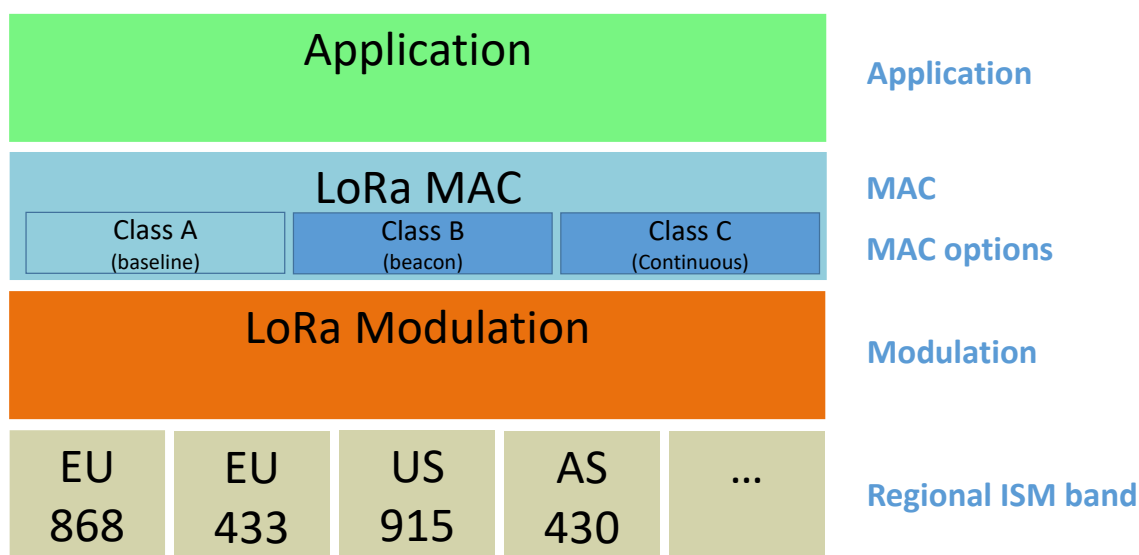 Application
Application
LoRa MAC
MAC
Class A
(baseline)
Class B
(beacon)
Class C
(Continuous)
MAC options
LoRa Modulation
Modulation
EU
868
EU
433
US
915
AS
430
...
Regional ISM band